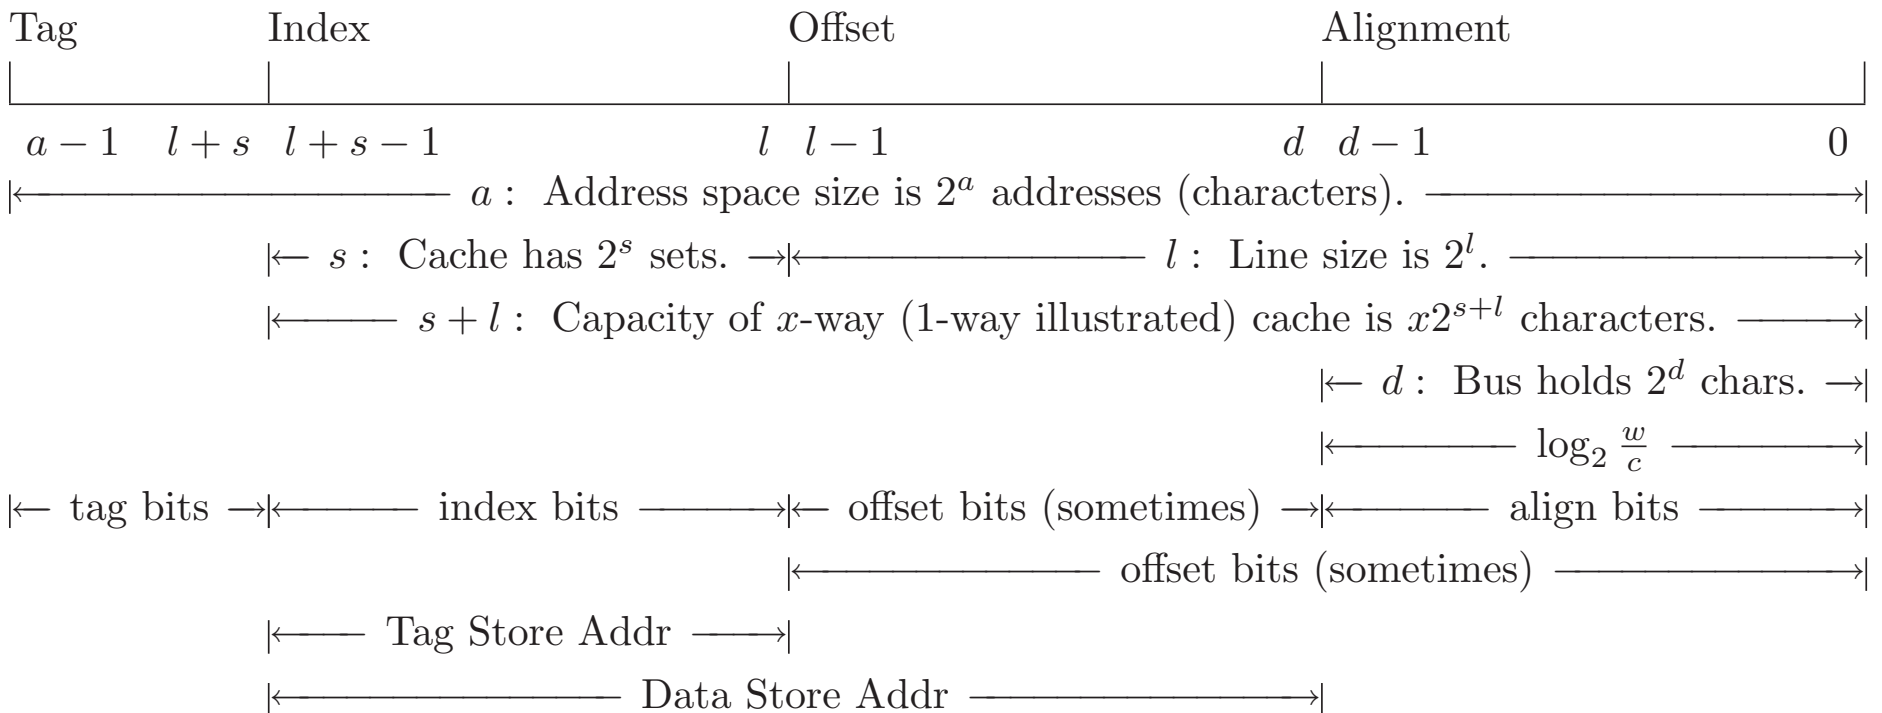 Tag Index Offset Alignment
a − 1 l + s l + s − 1 l l − 1 d d − 1 0
a : Address space size is 2^a addresses (characters).
s : Cache has 2^s sets. l : Line size is 2^l.
s + l : Capacity of x-way (1-way illustrated) cache is x2^{s+l} characters.
d : Bus holds 2^d chars.
log_2 w/c
tag bits index bits offset bits (sometimes) align bits
offset bits (sometimes)
Tag Store Addr
Data Store Addr